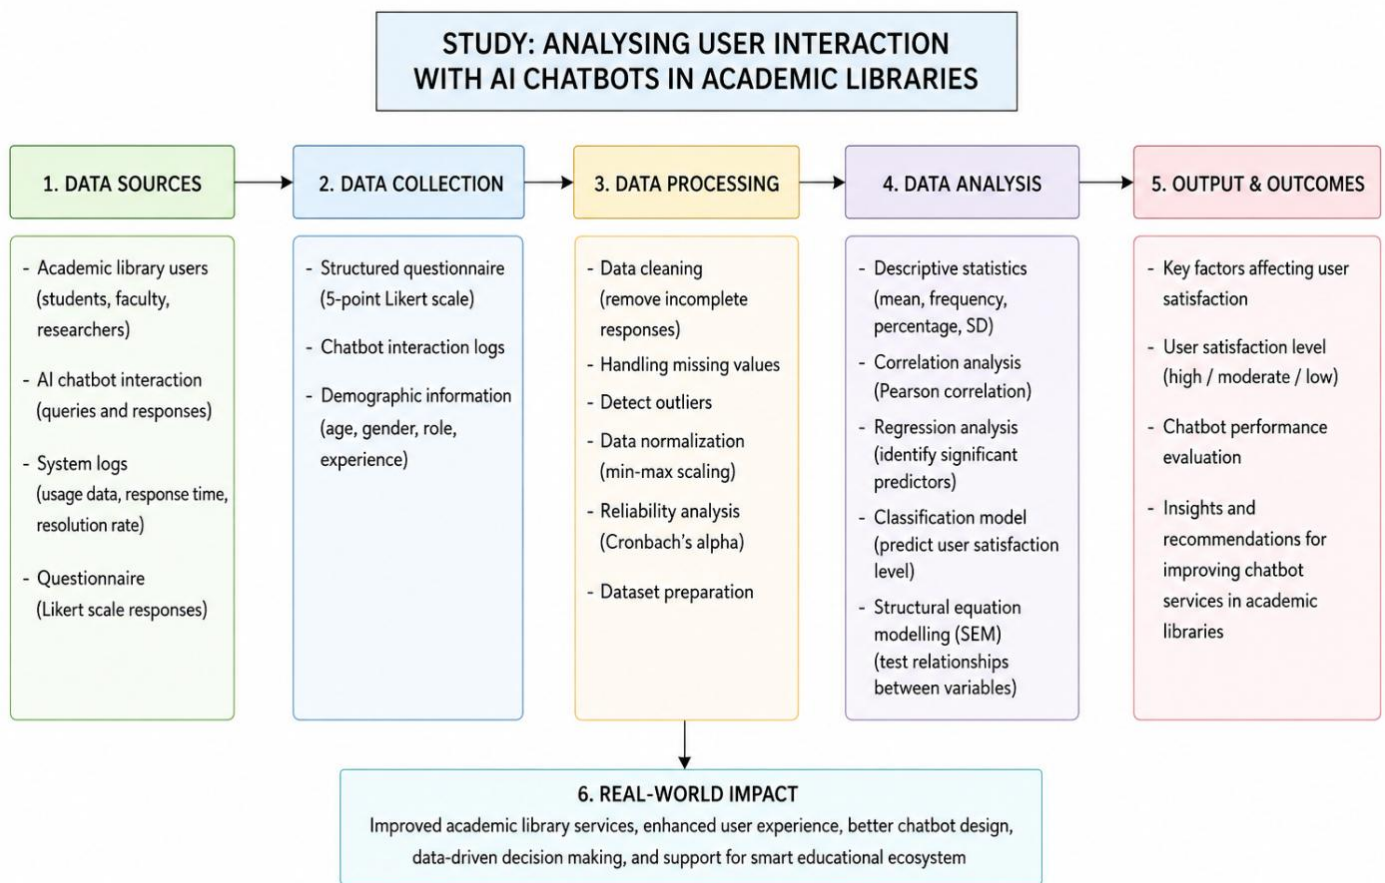 STUDY: ANALYSING USER INTERACTION
WITH AI CHATBOTS IN ACADEMIC LIBRARIES
1. DATA SOURCES
- Academic library users
(students, faculty,
researchers)
- AI chatbot interaction
(queries and responses)
- System logs
(usage data, response time,
resolution rate)
- Questionnaire
(Likert scale responses)
2. DATA COLLECTION
- Structured questionnaire
(5-point Likert scale)
- Chatbot interaction logs
- Demographic information
(age, gender, role,
experience)
3. DATA PROCESSING
- Data cleaning
(remove incomplete
responses)
- Handling missing values
- Detect outliers
- Data normalization
(min-max scaling)
- Reliability analysis
(Cronbach's alpha)
- Dataset preparation
4. DATA ANALYSIS
- Descriptive statistics
(mean, frequency,
percentage, SD)
- Correlation analysis
(Pearson correlation)
- Regression analysis
(identify significant
predictors)
- Classification model
(predict user satisfaction
level)
- Structural equation
modelling (SEM)
(test relationships
between variables)
5. OUTPUT & OUTCOMES
- Key factors affecting user
satisfaction
- User satisfaction level
(high / moderate / low)
- Chatbot performance
evaluation
- Insights and
recommendations for
improving chatbot
services in academic
libraries
6. REAL-WORLD IMPACT
Improved academic library services, enhanced user experience, better chatbot design,
data-driven decision making, and support for smart educational ecosystem